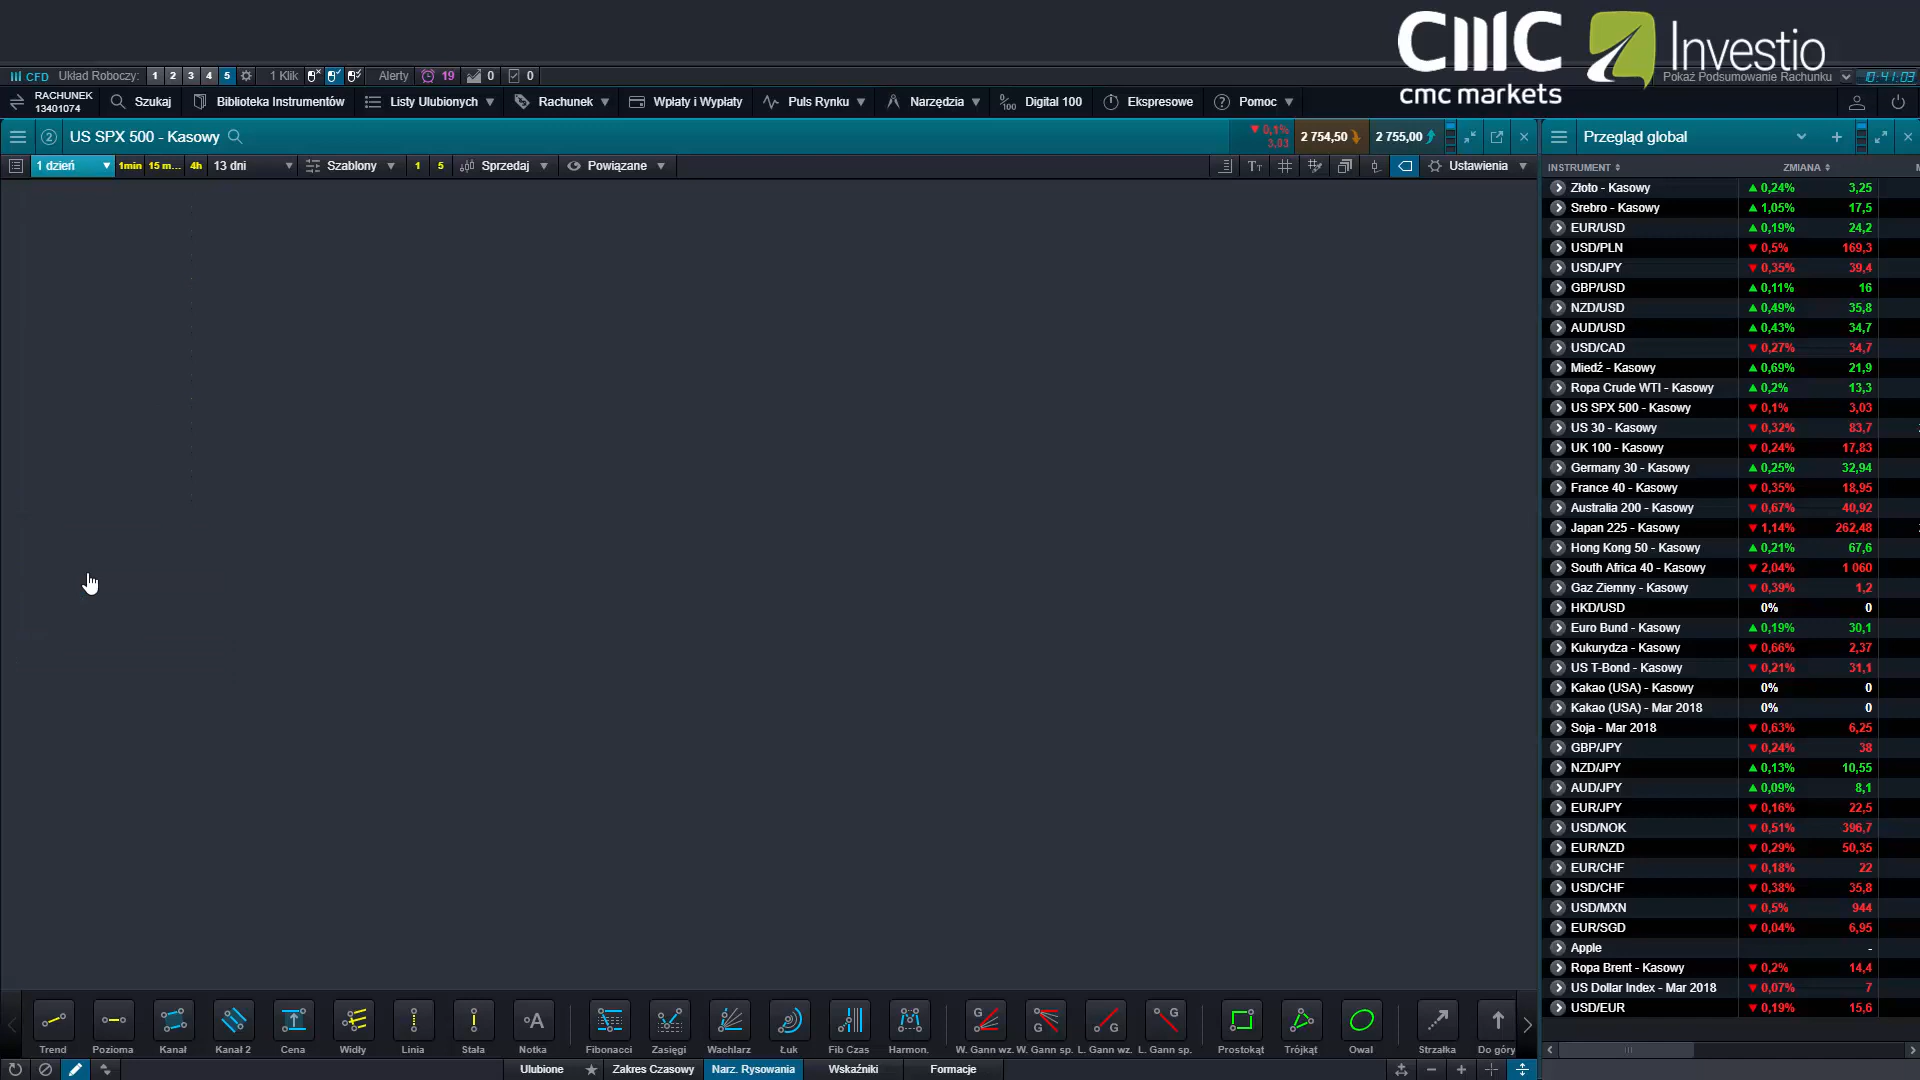 cmc markets
Investio
CFD Układ Roboczy: 1 2 3 4 5 1 Klik Alerty 19 0 0
Pokaż Podsumowanie Rachunku 10:41:03
RACHUNEK
13401074
Szukaj Biblioteka Instrumentów Listy Ulubionych Rachunek Wpłaty i Wypłaty Puls Rynku Narzędzia Digital 100 Ekspresowe Pomoc
2 US SPX 500 - Kasowy 0,1% 3,03 2 754,50 2 755,00
Przegląd global
1 dzień 1min 15 m... 4h 13 dni Szablony 1 5 Sprzedaj Powiązane Ustawienia
INSTRUMENT ZMIANA
Złoto - Kasowy 0,24% 3,25
Srebro - Kasowy 1,05% 17,5
EUR/USD 0,19% 24,2
USD/PLN 0,5% 169,3
USD/JPY 0,35% 39,4
GBP/USD 0,11% 16
NZD/USD 0,49% 35,8
AUD/USD 0,43% 34,7
USD/CAD 0,27% 34,7
Miedź - Kasowy 0,69% 21,9
Ropa Crude WTI - Kasowy 0,2% 13,3
US SPX 500 - Kasowy 0,1% 3,03
US 30 - Kasowy 0,32% 83,7
UK 100 - Kasowy 0,24% 17,83
Germany 30 - Kasowy 0,25% 32,94
France 40 - Kasowy 0,35% 18,95
Australia 200 - Kasowy 0,67% 40,92
Japan 225 - Kasowy 1,14% 262,48
Hong Kong 50 - Kasowy 0,21% 67,6
South Africa 40 - Kasowy 2,04% 1 060
Gaz Ziemny - Kasowy 0,39% 1,2
HKD/USD 0% 0
Euro Bund - Kasowy 0,19% 30,1
Kukurydza - Kasowy 0,66% 2,37
US T-Bond - Kasowy 0,21% 31,1
Kakao (USA) - Kasowy 0% 0
Kakao (USA) - Mar 2018 0% 0
Soja - Mar 2018 0,63% 6,25
GBP/JPY 0,24% 38
NZD/JPY 0,13% 10,55
AUD/JPY 0,09% 8,1
EUR/JPY 0,16% 22,5
USD/NOK 0,51% 396,7
EUR/NZD 0,29% 50,35
EUR/CHF 0,18% 22
USD/CHF 0,38% 35,8
USD/MXN 0,5% 944
EUR/SGD 0,04% 6,95
Apple -
Ropa Brent - Kasowy 0,2% 14,4
US Dollar Index - Mar 2018 0,07% 7
USD/EUR 0,19% 15,6
Trend Pozioma Kanał Kanał 2 Cena Widły Linia Stała Notka Fibonacci Zasięgi Wachlarz Łuk Fib Czas Harmon. W. Gann wz. W. Gann sp. L. Gann wz. L. Gann sp. Prostokąt Trójkąt Owal Strzałka Do góry
Ulubione Zakres Czasowy Narz. Rysowania Wskaźniki Formacje